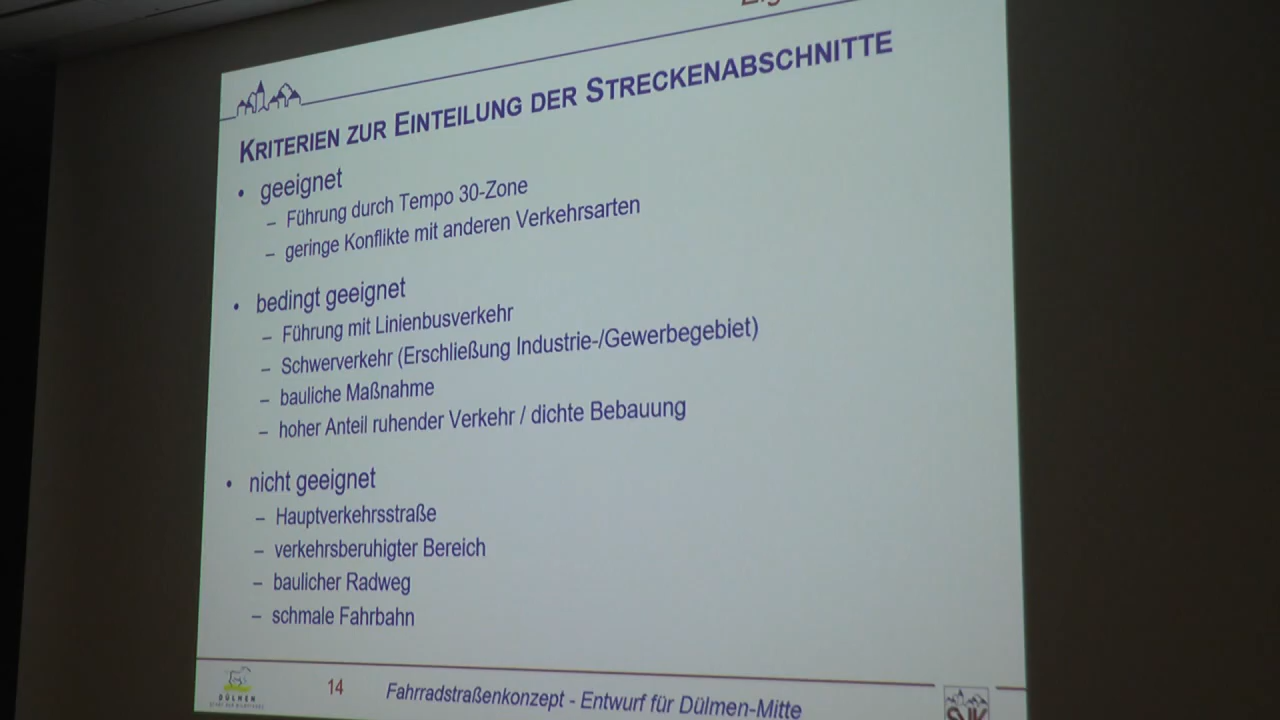 KRITERIEN ZUR EINTEILUNG DER STRECKENABSCHNITTE
• geeignet
– Führung durch Tempo 30-Zone
– geringe Konflikte mit anderen Verkehrsarten
• bedingt geeignet
– Führung mit Linienbusverkehr
– Schwerverkehr (Erschließung Industrie-/Gewerbegebiet)
– bauliche Maßnahme
– hoher Anteil ruhender Verkehr / dichte Bebauung
• nicht geeignet
– Hauptverkehrsstraße
– verkehrsberuhigter Bereich
– baulicher Radweg
– schmale Fahrbahn
DÜLMEN
14
Fahrradstraßenkonzept - Entwurf für Dülmen-Mitte